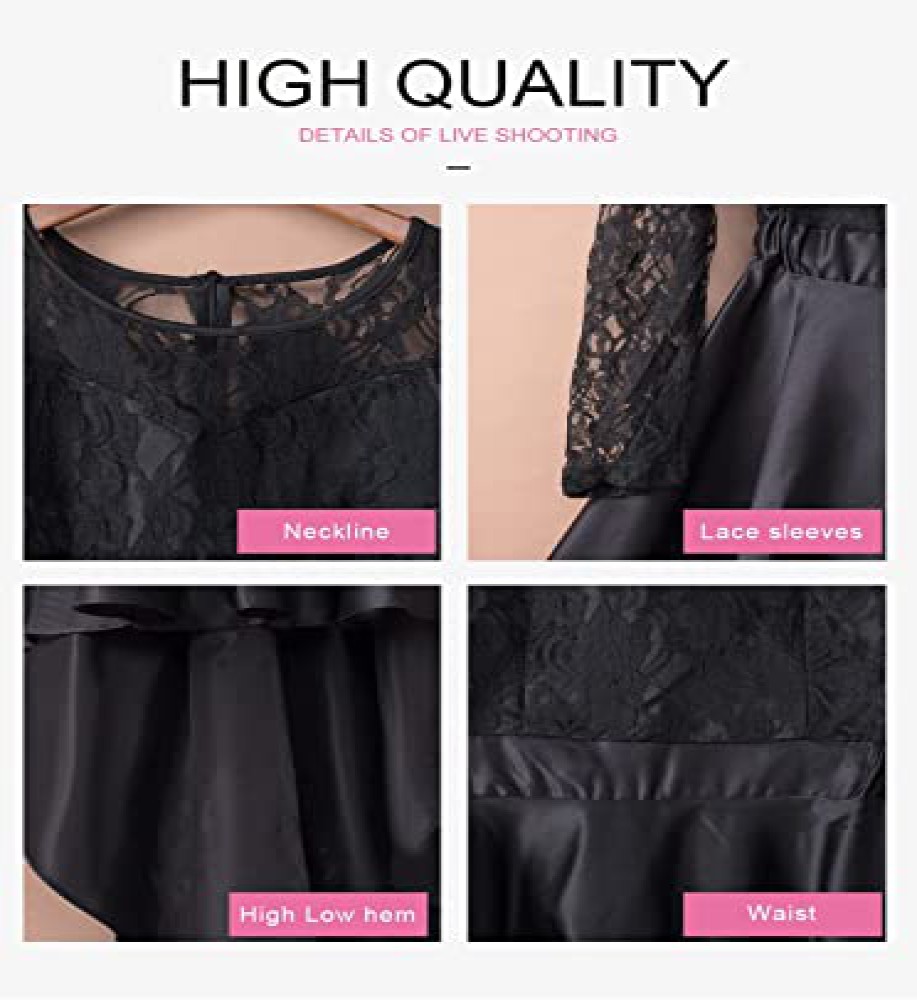 HIGH QUALITY
DETAILS OF LIVE SHOOTING
Neckline
Lace sleeves
High Low hem
Waist